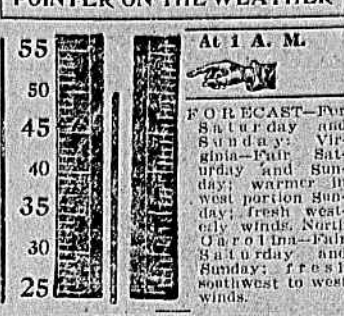 POINTER ON THE WEATHER
At 1 A. M.
55
50
45
40
35
30
25
FORECAST—For
Saturday and
Sunday: Vir-
ginia—Fair Sat-
urday and Sun-
day; warmer in
west portion Sun-
day; fresh west-
erly winds. North
Carolina—Fair
Saturday and
Sunday; fresh
southwest to west
winds.